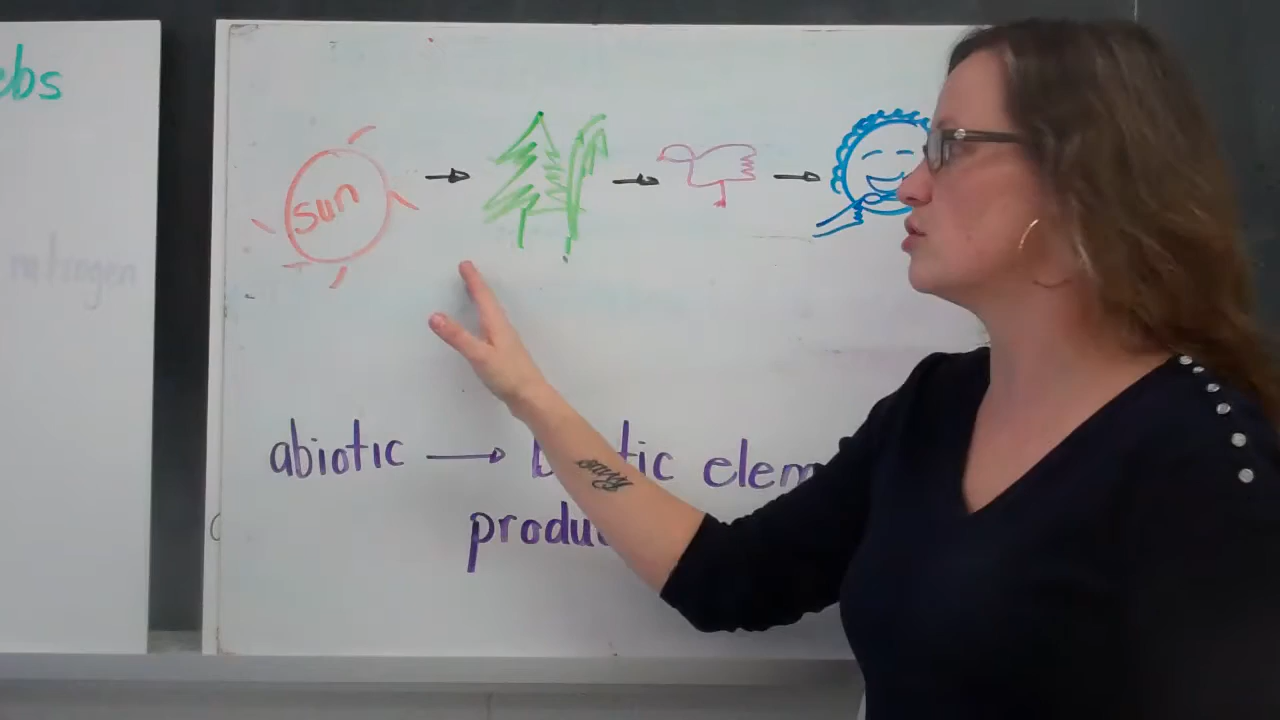 ebs
sun
nitrogen
abiotic → biotic elem
produ